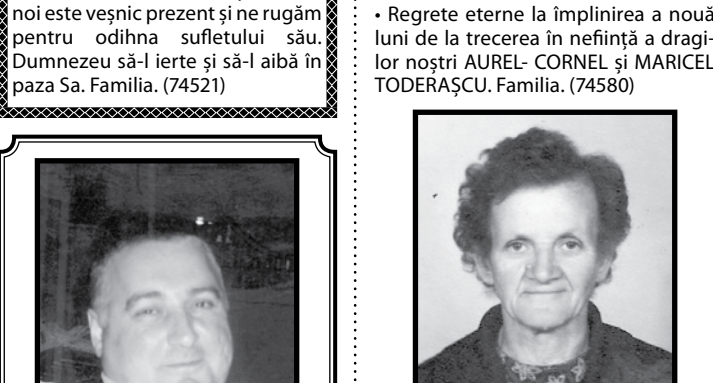 noi este veșnic prezent și ne rugăm
pentru odihna sufletului său.
Dumnezeu să-l ierte și să-l aibă în
paza Sa. Familia. (74521)
• Regrete eterne la împlinirea a nouă
luni de la trecerea în neființă a dragi-
lor noștri AUREL- CORNEL și MARICEL
TODERAȘCU. Familia. (74580)